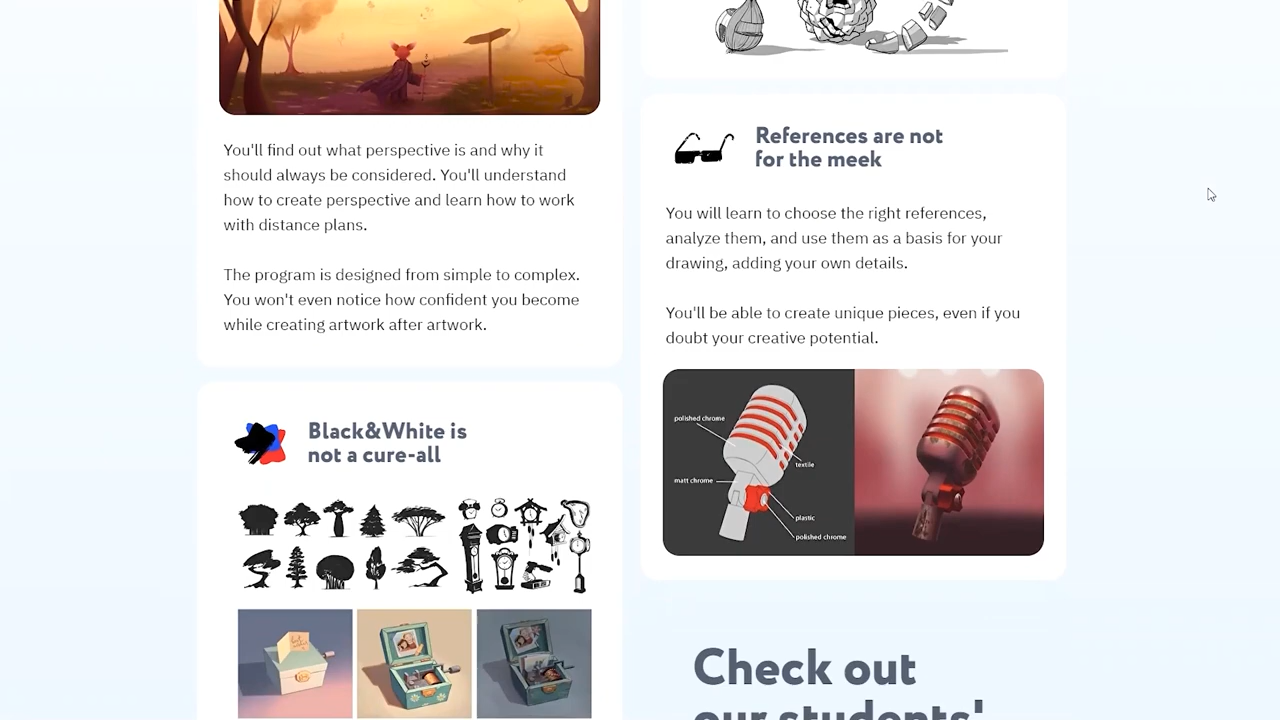 You'll find out what perspective is and why it
should always be considered. You'll understand
how to create perspective and learn how to work
with distance plans.
The program is designed from simple to complex.
You won't even notice how confident you become
while creating artwork after artwork.
Black&White is
not a cure-all
References are not
for the meek
You will learn to choose the right references,
analyze them, and use them as a basis for your
drawing, adding your own details.
You'll be able to create unique pieces, even if you
doubt your creative potential.
polished chrome
textile
matt chrome
plastic
polished chrome
Check out
our students'